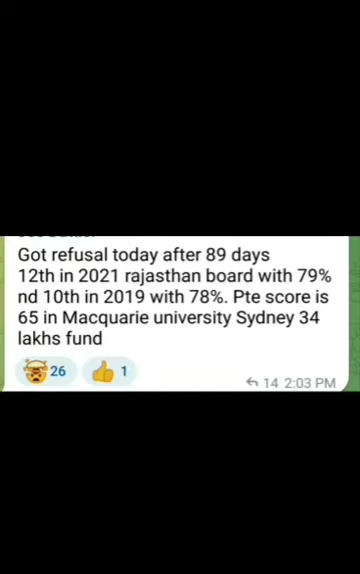 Got refusal today after 89 days
12th in 2021 rajasthan board with 79%
nd 10th in 2019 with 78%. Pte score is
65 in Macquarie university Sydney 34
lakhs fund
26
1
14 2:03 PM